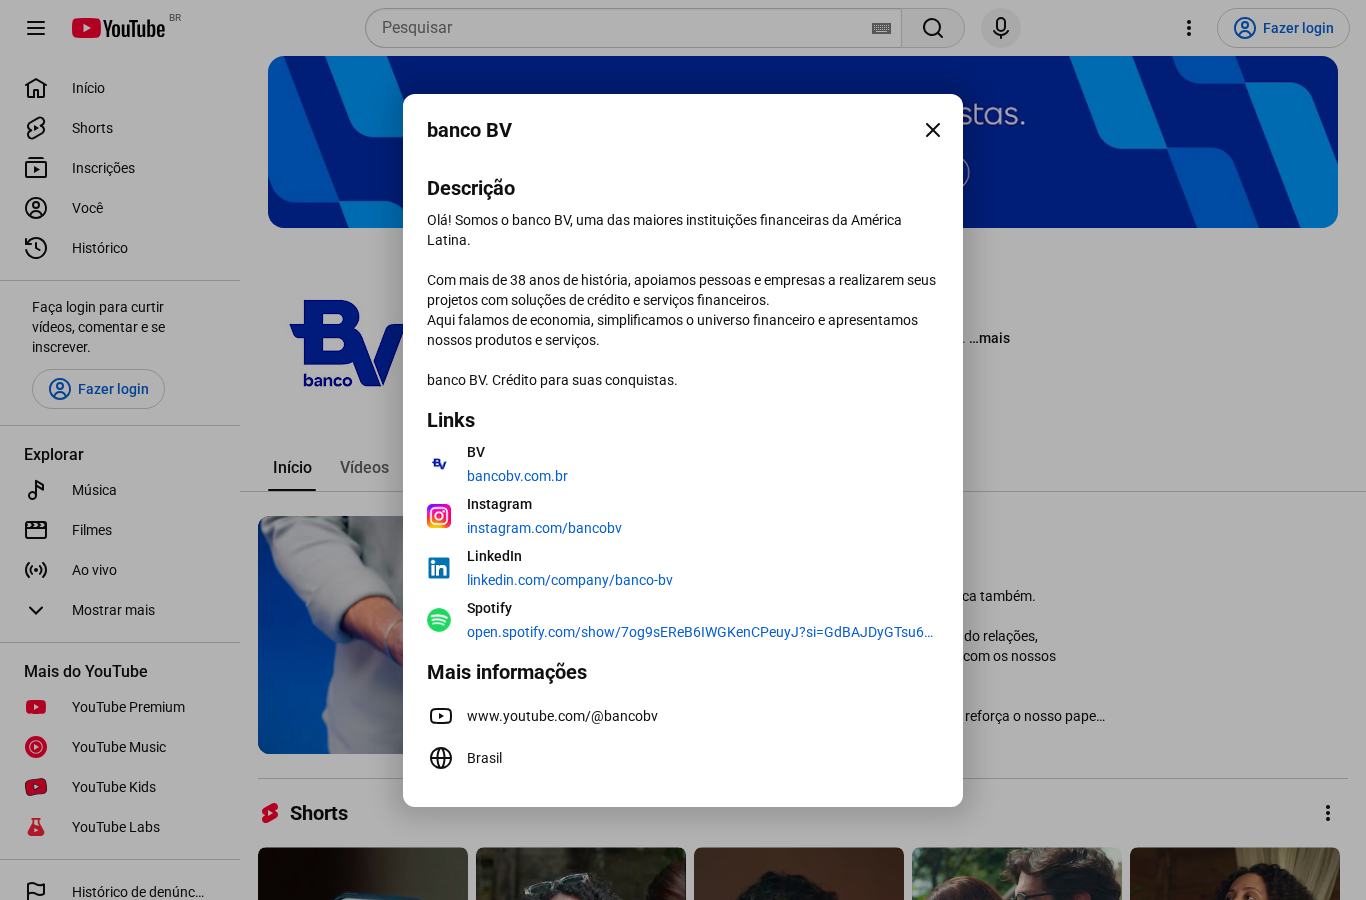 YouTube BR
Pesquisar
Fazer login
Início
Shorts
Inscrições
Você
Histórico
Faça login para curtir
vídeos, comentar e se
inscrever.
Fazer login
Explorar
Música
Filmes
Ao vivo
Mostrar mais
Mais do YouTube
YouTube Premium
YouTube Music
YouTube Kids
YouTube Labs
Histórico de denúnc...
stas.
BV
banco
. ...mais
Início
Vídeos
banco BV
Descrição
Olá! Somos o banco BV, uma das maiores instituições financeiras da América
Latina.
Com mais de 38 anos de história, apoiamos pessoas e empresas a realizarem seus
projetos com soluções de crédito e serviços financeiros.
Aqui falamos de economia, simplificamos o universo financeiro e apresentamos
nossos produtos e serviços.
banco BV. Crédito para suas conquistas.
Links
BV
bancobv.com.br
Instagram
instagram.com/bancobv
LinkedIn
linkedin.com/company/banco-bv
Spotify
open.spotify.com/show/7og9sEReB6IWGKenCPeuyJ?si=GdBAJDyGTsu6...
Mais informações
www.youtube.com/@bancobv
Brasil
ca também.
do relações,
com os nossos
reforça o nosso pape...
Shorts